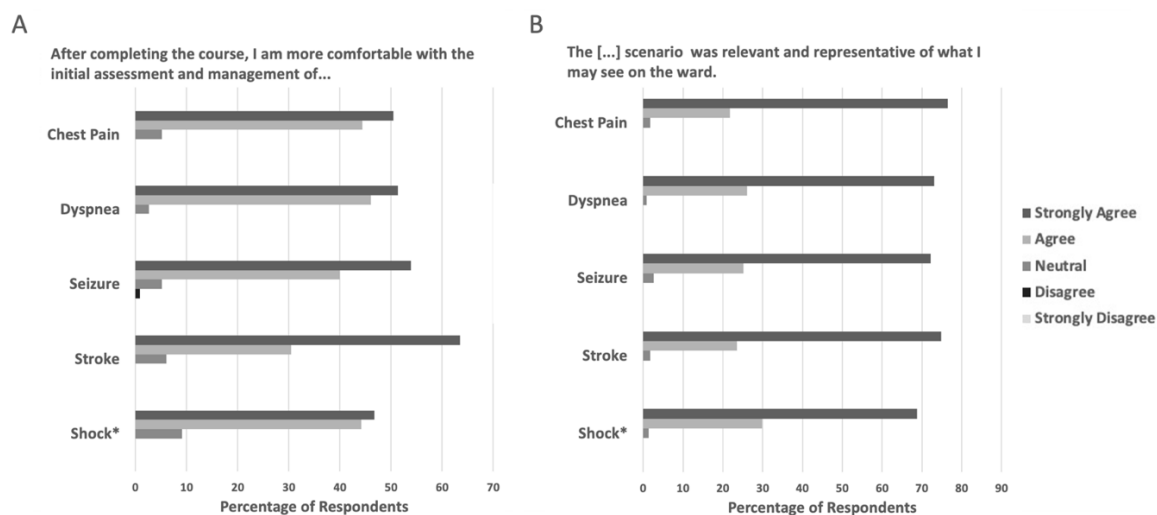 A
After completing the course, I am more comfortable with the
initial assessment and management of...
Chest Pain
Dyspnea
Seizure
Stroke
Shock*
0 10 20 30 40 50 60 70
Percentage of Respondents
B
The [...] scenario was relevant and representative of what I
may see on the ward.
Chest Pain
Dyspnea
Seizure
Stroke
Shock*
0 10 20 30 40 50 60 70 80 90
Percentage of Respondents
Strongly Agree
Agree
Neutral
Disagree
Strongly Disagree